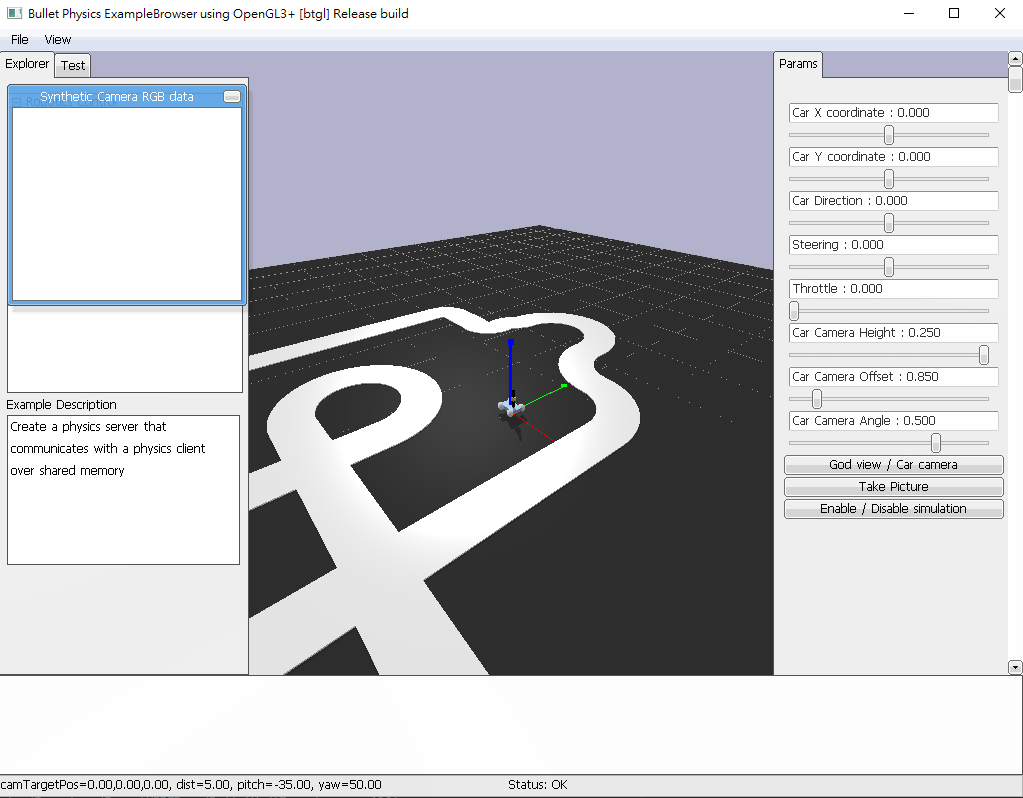 Bullet Physics ExampleBrowser using OpenGL3+ [btgl] Release build
File View
Explorer Test
Synthetic Camera RGB data
Example Description
Create a physics server that
communicates with a physics client
over shared memory
Params
Car X coordinate : 0.000
Car Y coordinate : 0.000
Car Direction : 0.000
Steering : 0.000
Throttle : 0.000
Car Camera Height : 0.250
Car Camera Offset : 0.850
Car Camera Angle : 0.500
God view / Car camera
Take Picture
Enable / Disable simulation
camTargetPos=0.00,0.00,0.00, dist=5.00, pitch=-35.00, yaw=50.00
Status: OK